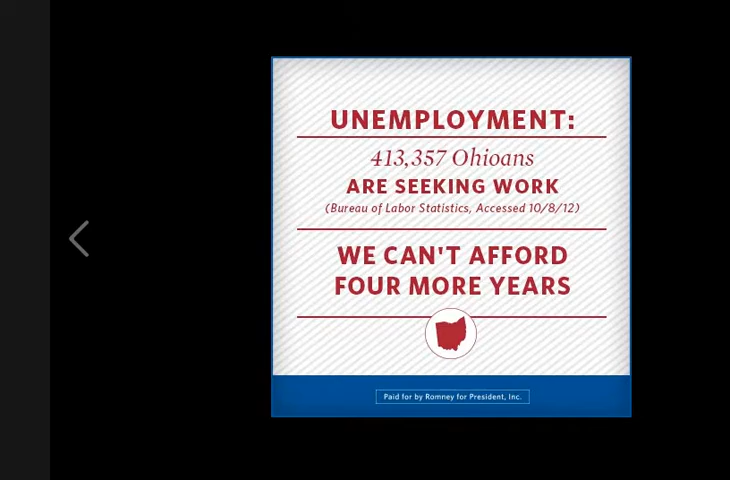 UNEMPLOYMENT:
413,357 Ohioans
ARE SEEKING WORK
(Bureau of Labor Statistics, Accessed 10/8/12)
WE CAN'T AFFORD
FOUR MORE YEARS
Paid for by Romney for President, Inc.